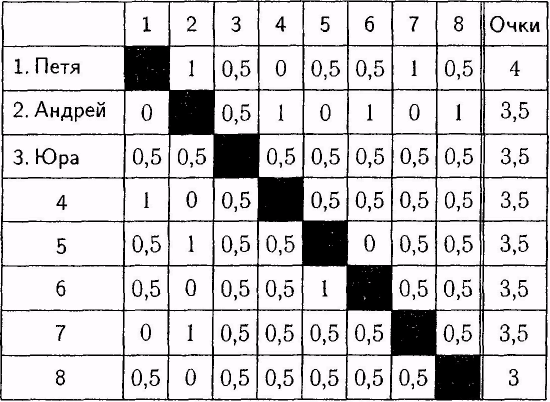 1 2 3 4 5 6 7 8 Очки
1. Петя 1 0,5 0 0,5 0,5 1 0,5 4
2. Андрей 0 0,5 1 0 1 0 1 3,5
3. Юра 0,5 0,5 0,5 0,5 0,5 0,5 0,5 3,5
4 1 0 0,5 0,5 0,5 0,5 0,5 3,5
5 0,5 1 0,5 0,5 0 0,5 0,5 3,5
6 0,5 0 0,5 0,5 1 0,5 0,5 3,5
7 0 1 0,5 0,5 0,5 0,5 0,5 3,5
8 0,5 0 0,5 0,5 0,5 0,5 0,5 3